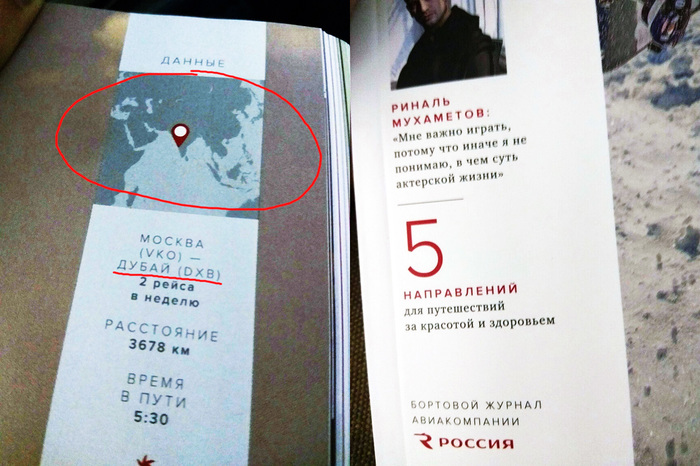 ДАННЫЕ
МОСКВА
(VKO) —
ДУБАЙ (DXB)
2 рейса
в неделю
РАССТОЯНИЕ
3678 км
ВРЕМЯ
В ПУТИ
5:30
РИНАЛЬ
МУХАМЕТОВ:
«Мне важно играть,
потому что иначе я не
понимаю, в чем суть
актерской жизни»
5
НАПРАВЛЕНИЙ
для путешествий
за красотой и здоровьем
БОРТОВОЙ ЖУРНАЛ
АВИАКОМПАНИИ
РОССИЯ